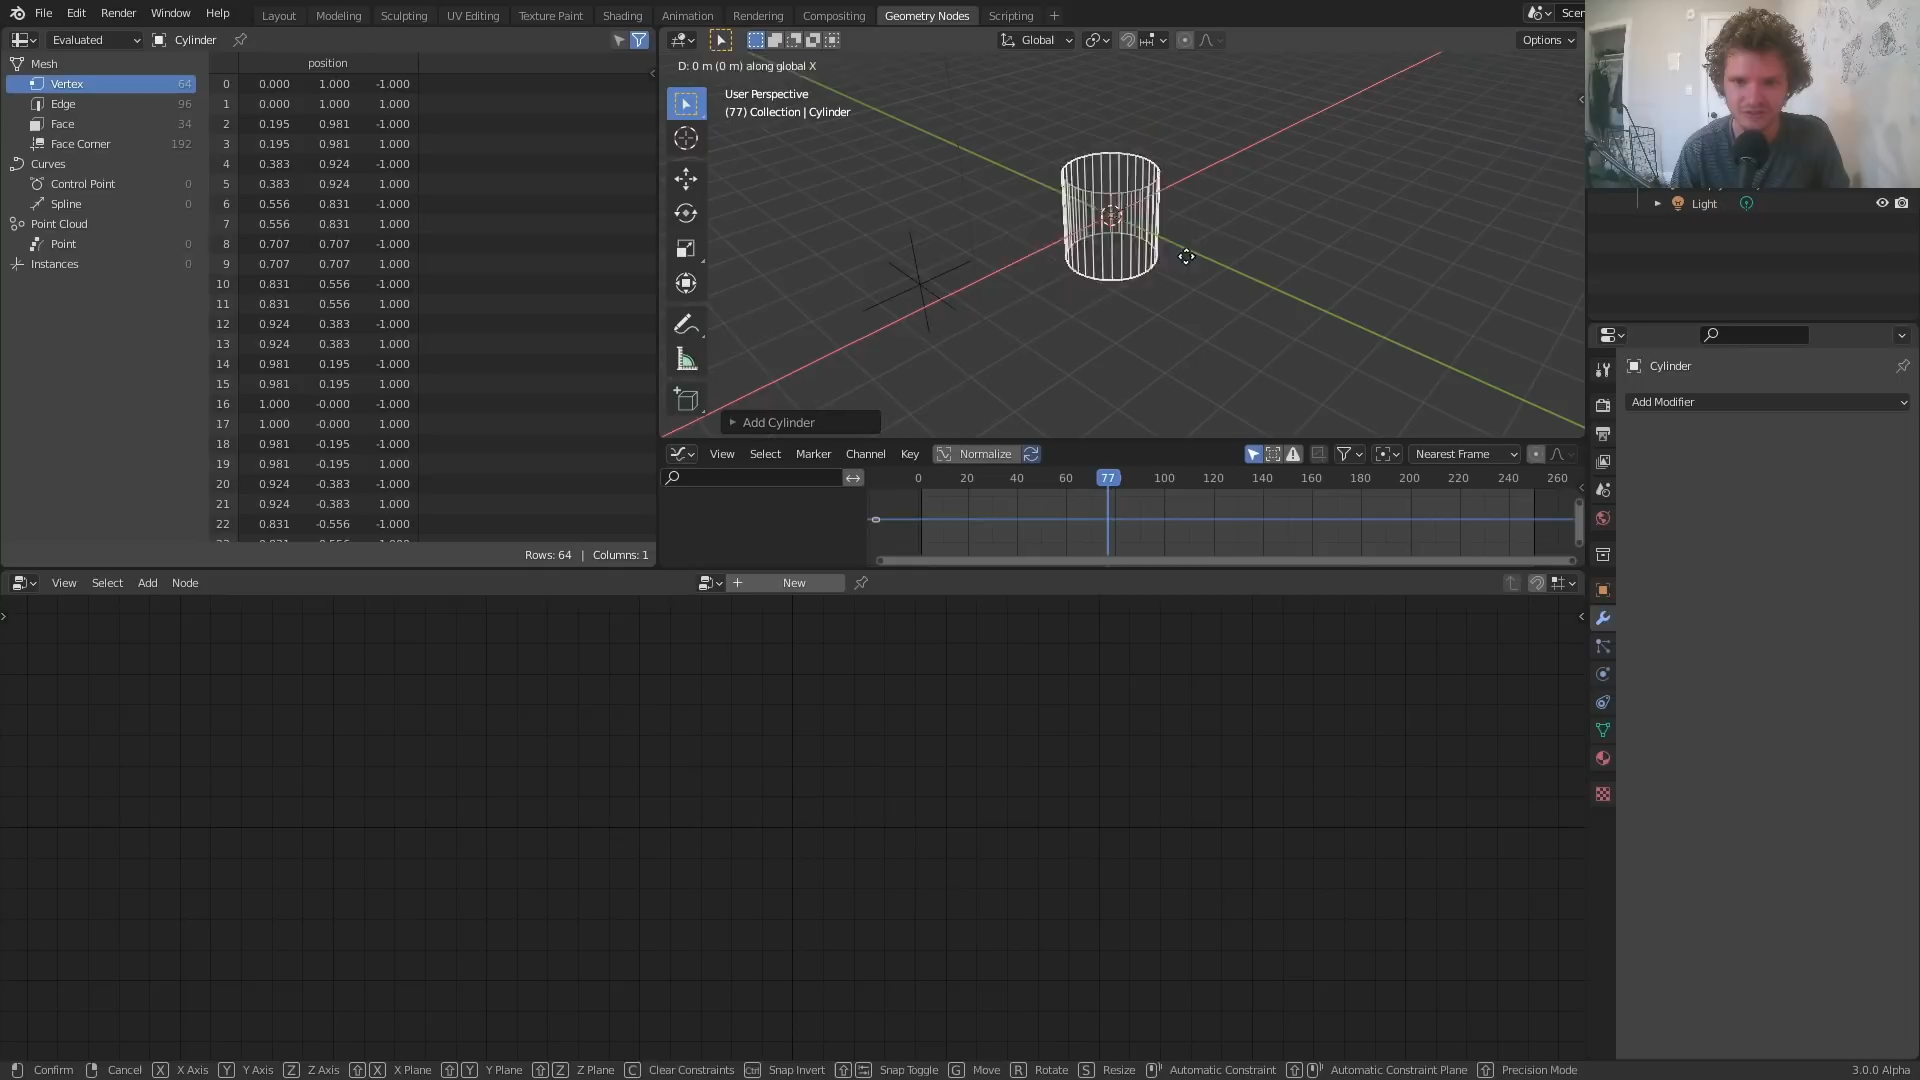 File Edit Render Window Help Layout Modeling Sculpting UV Editing Texture Paint Shading Animation Rendering Compositing Geometry Nodes Scripting + Scen
Evaluated Cylinder
Global Options
Mesh
Vertex 64
Edge 96
Face 34
Face Corner 192
Curves
Control Point 0
Spline 0
Point Cloud
Point 0
Instances 0
position
0 0.000 1.000 -1.000
1 0.000 1.000 1.000
2 0.195 0.981 -1.000
3 0.195 0.981 1.000
4 0.383 0.924 -1.000
5 0.383 0.924 1.000
6 0.556 0.831 -1.000
7 0.556 0.831 1.000
8 0.707 0.707 -1.000
9 0.707 0.707 1.000
10 0.831 0.556 -1.000
11 0.831 0.556 1.000
12 0.924 0.383 -1.000
13 0.924 0.383 1.000
14 0.981 0.195 -1.000
15 0.981 0.195 1.000
16 1.000 -0.000 -1.000
17 1.000 -0.000 1.000
18 0.981 -0.195 -1.000
19 0.981 -0.195 1.000
20 0.924 -0.383 -1.000
21 0.924 -0.383 1.000
22 0.831 -0.556 -1.000
Rows: 64 | Columns: 1
D: 0 m (0 m) along global X
User Perspective
(77) Collection | Cylinder
Add Cylinder
Light
Cylinder
Add Modifier
View Select Marker Channel Key Normalize Nearest Frame
0 20 40 60 77 100 120 140 160 180 200 220 240 260
View Select Add Node New
Confirm Cancel X X Axis Y Y Axis Z Z Axis X X Plane Y Y Plane Z Z Plane C Clear Constraints Ctrl Snap Invert Snap Toggle G Move R Rotate S Resize Automatic Constraint Automatic Constraint Plane Precision Mode 3.0.0 Alpha